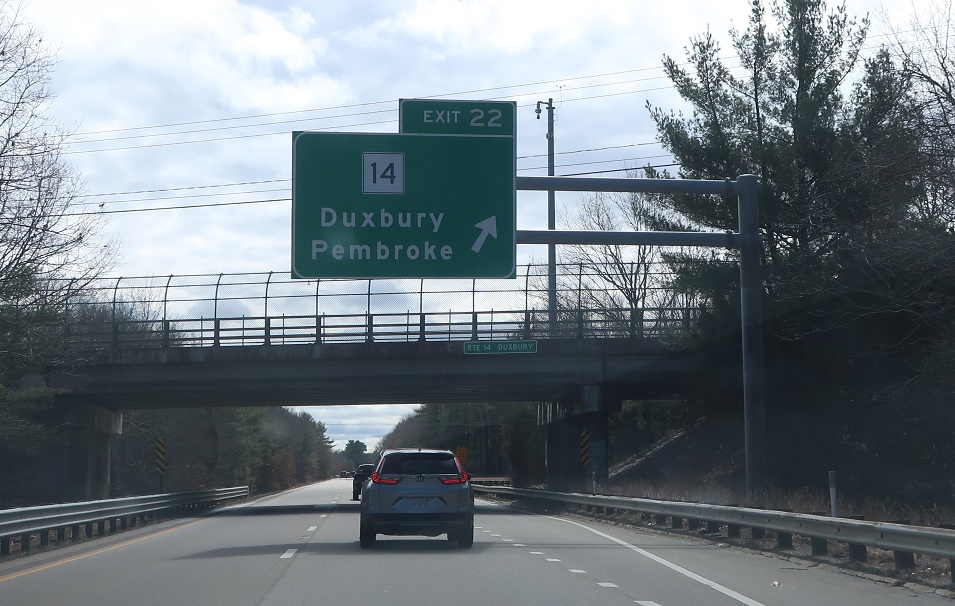 EXIT 22
14
Duxbury
Pembroke
RTE 14 DUXBURY